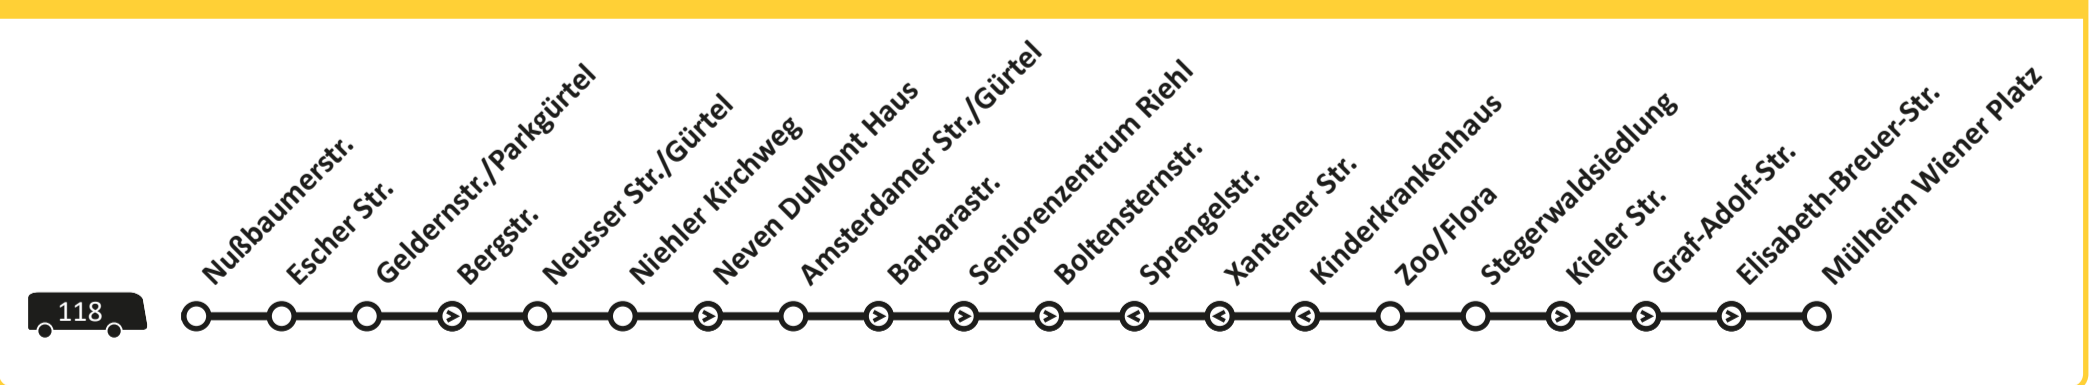 118
Nußbaumerstr.
Escher Str.
Geldernstr./Parkgürtel
Bergstr.
Neusser Str./Gürtel
Niehler Kirchweg
Neven DuMont Haus
Amsterdamer Str./Gürtel
Barbarastr.
Seniorenzentrum Riehl
Boltensternstr.
Sprengelstr.
Xantener Str.
Kinderkrankenhaus
Zoo/Flora
Stegerwaldsiedlung
Kieler Str.
Graf-Adolf-Str.
Elisabeth-Breuer-Str.
Mülheim Wiener Platz